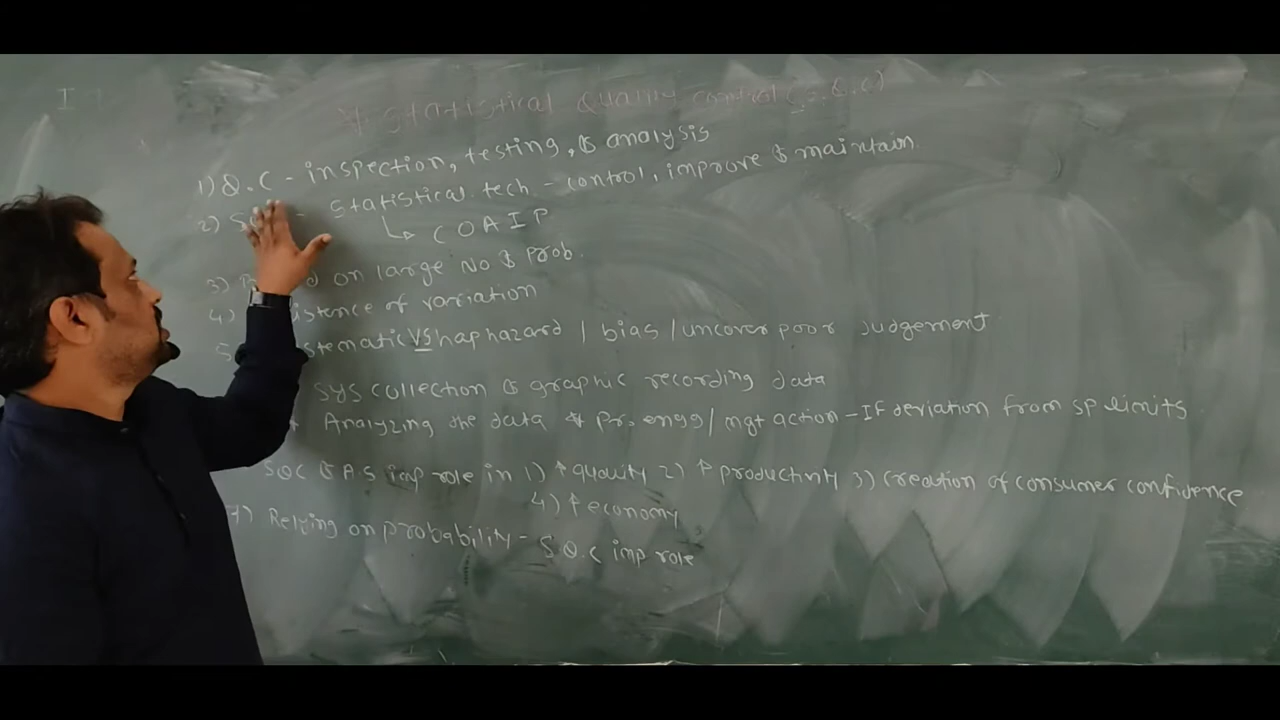 I
* Statistical Quality control (S.Q.C)
1) Q.C - inspection, testing, & analysis
2) S - Statistical tech - control, improve & maintain.
↳ C O A I P
3) on large No & prob.
4) istence of variation
5 stematic VS haphazard / bias / uncover poor Judgement
sys collection & graphic recording data
Analyzing the data & Pr. engg / mgt action - If deviation from sp limits
SQC & A.S imp role in 1) ↑ quality 2) ↑ productivity 3) creation of consumer confidence
4) ↑ economy
7) Relying on probability - S.Q.C imp role